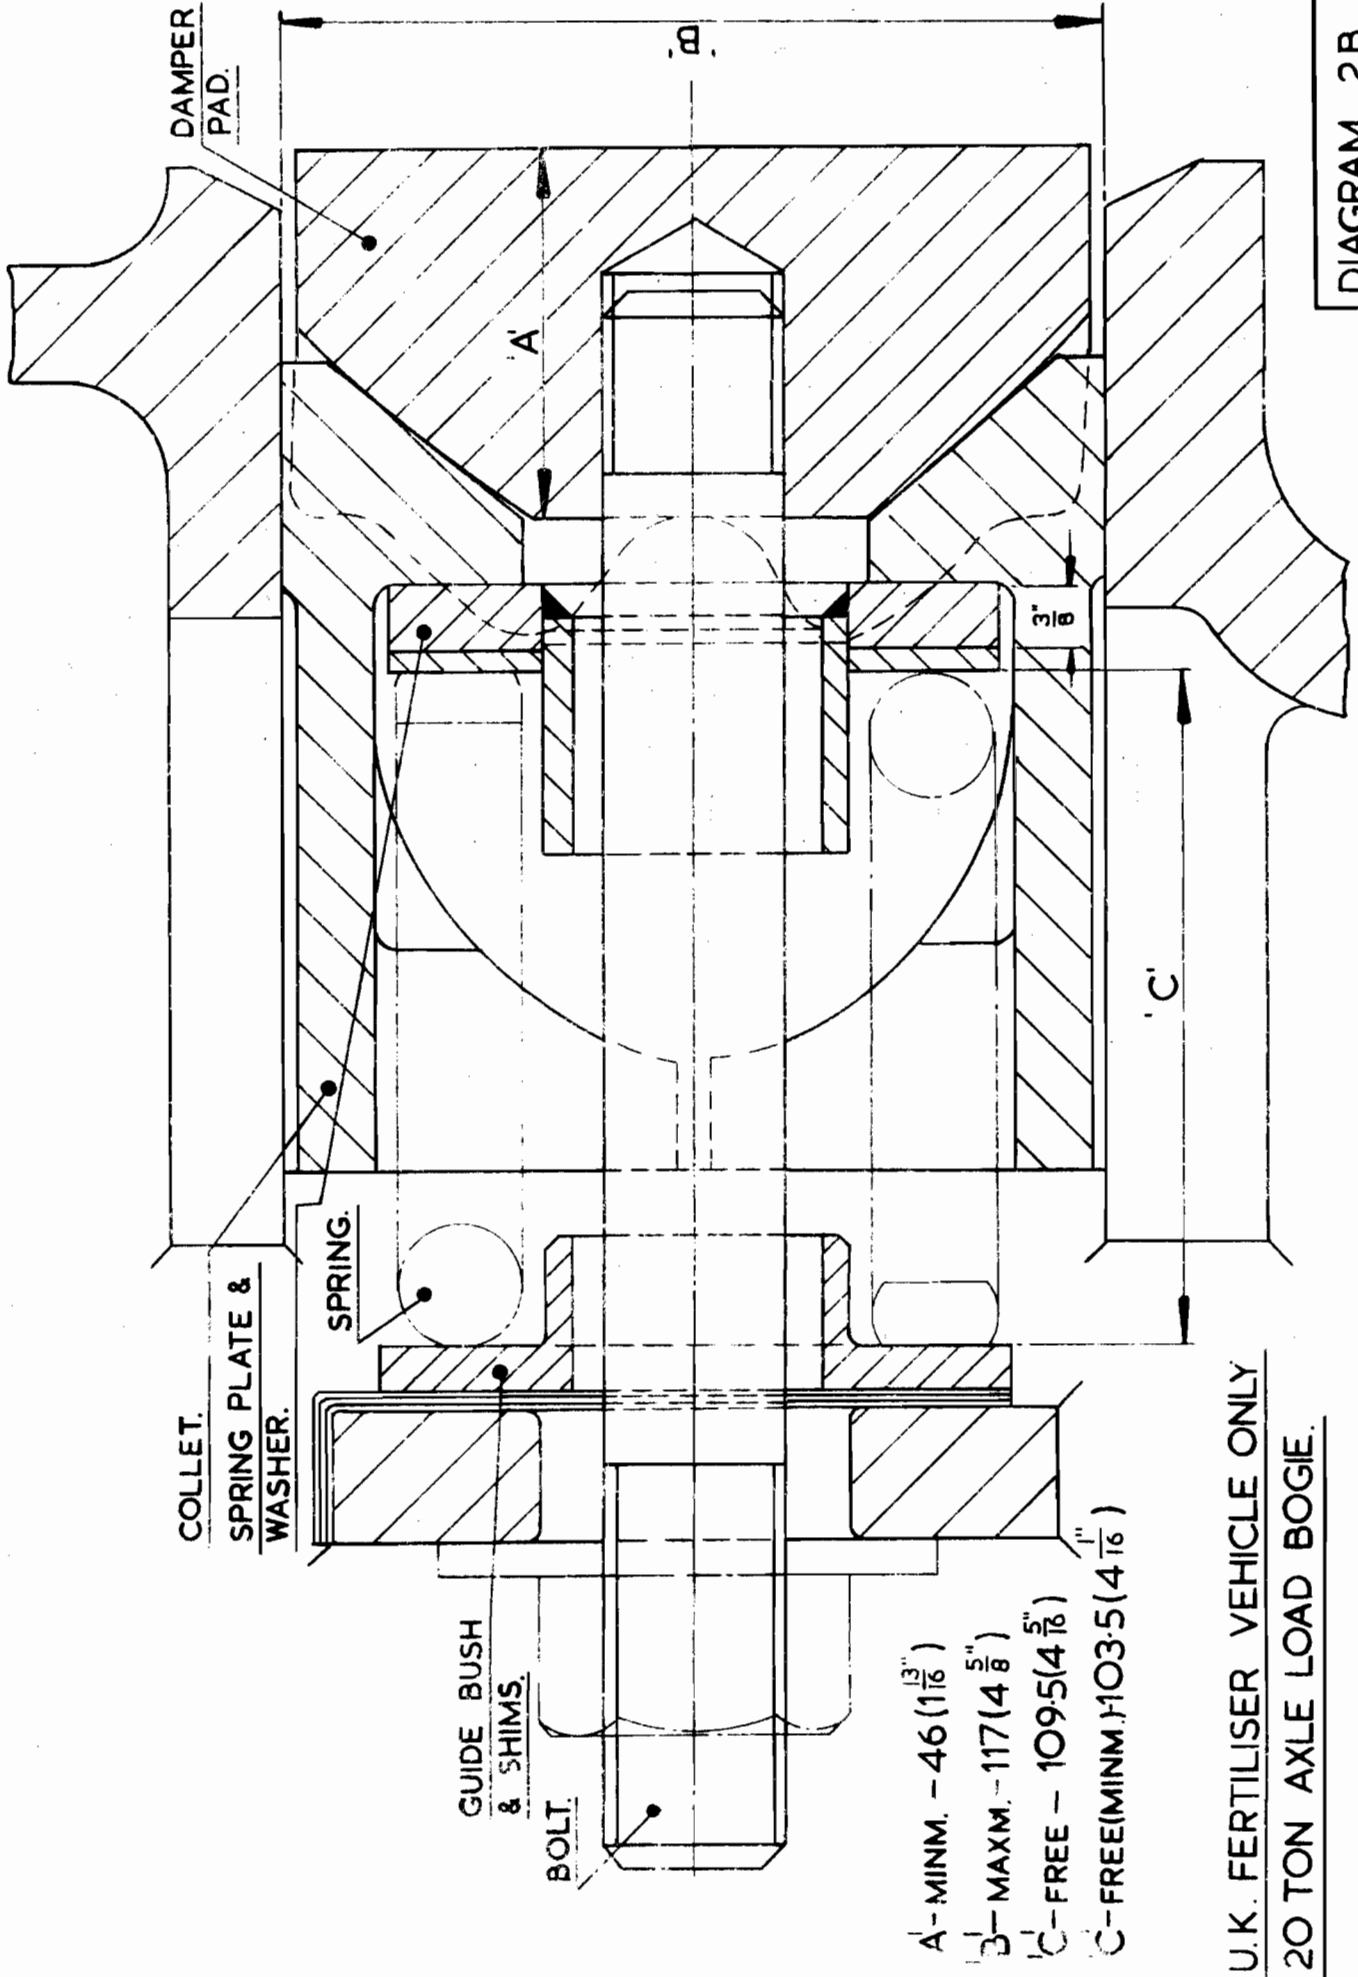 DAMPER
PAD.
'B'
'A'
3/8"
'C'
COLLET.
SPRING PLATE &
WASHER.
SPRING.
GUIDE BUSH
& SHIMS.
BOLT.
'A'-MINM. -46(1 13/16")
'B'-MAXM.-117(4 5/8")
'C'-FREE - 109·5(4 5/16")
'C'-FREE(MINM.)-103·5(4 1/16")
U.K. FERTILISER VEHICLE ONLY
20 TON AXLE LOAD BOGIE.
DIAGRAM 2B